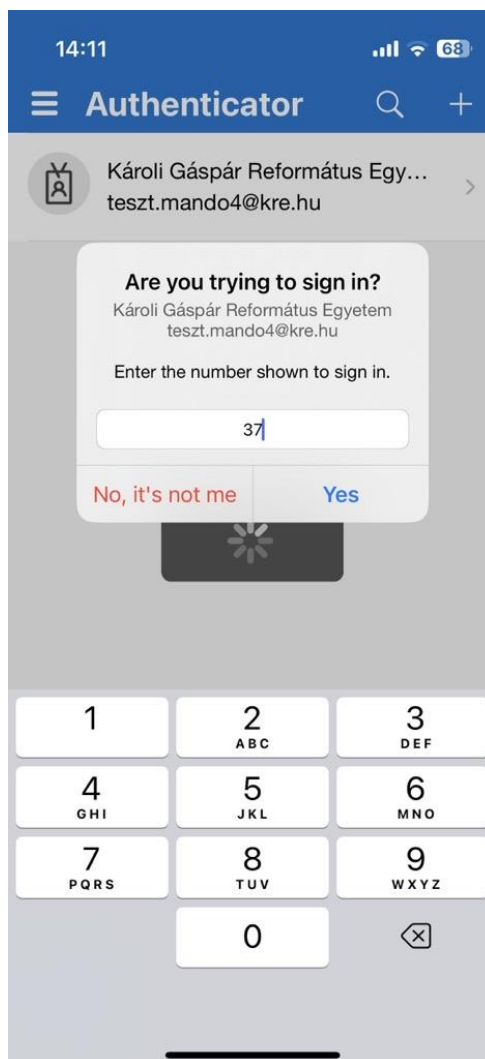 14:11
68
Authenticator
Károli Gáspár Református Egy...
teszt.mando4@kre.hu
Are you trying to sign in?
Károli Gáspár Református Egyetem
teszt.mando4@kre.hu
Enter the number shown to sign in.
37
No, it's not me Yes
1 2 3
ABC DEF
4 5 6
GHI JKL MNO
7 8 9
PQRS TUV WXYZ
0